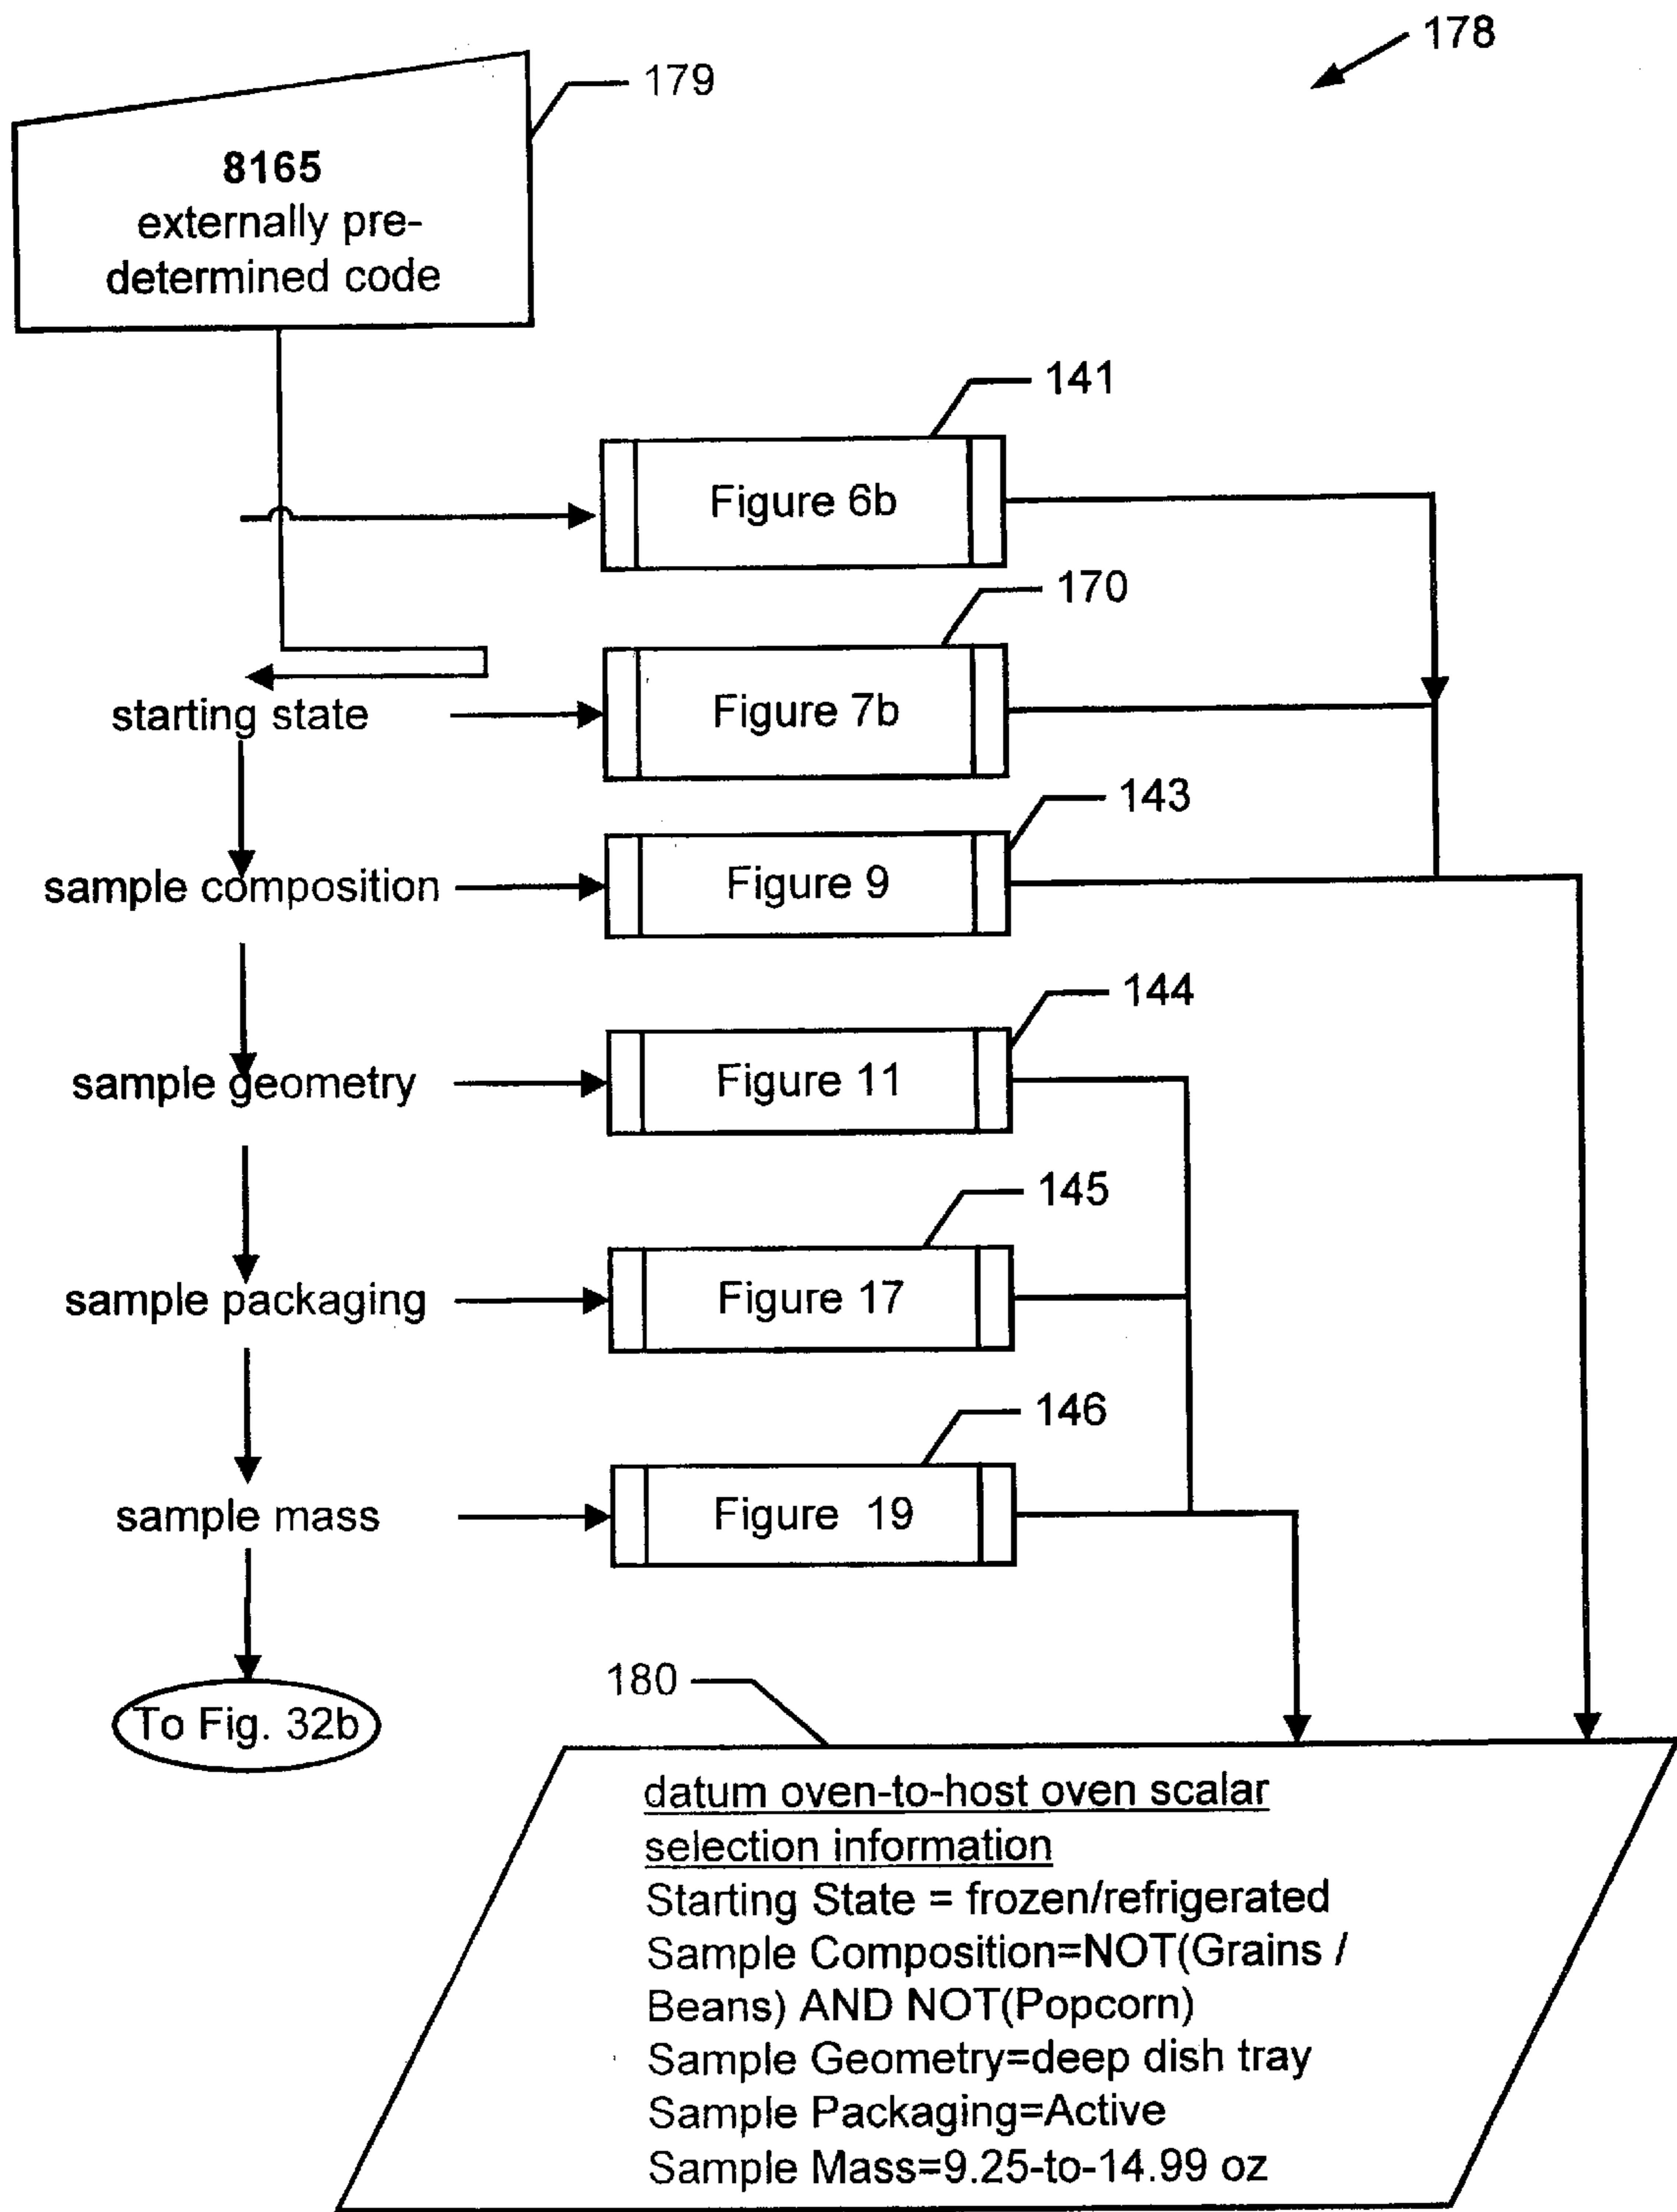 178
179
8165
externally pre-
determined code
141
Figure 6b
170
starting state
Figure 7b
143
sample composition
Figure 9
144
sample geometry
Figure 11
145
sample packaging
Figure 17
146
sample mass
Figure 19
180
To Fig. 32b
datum oven-to-host oven scalar
selection information
Starting State = frozen/refrigerated
Sample Composition=NOT(Grains /
Beans) AND NOT(Popcorn)
Sample Geometry=deep dish tray
Sample Packaging=Active
Sample Mass=9.25-to-14.99 oz